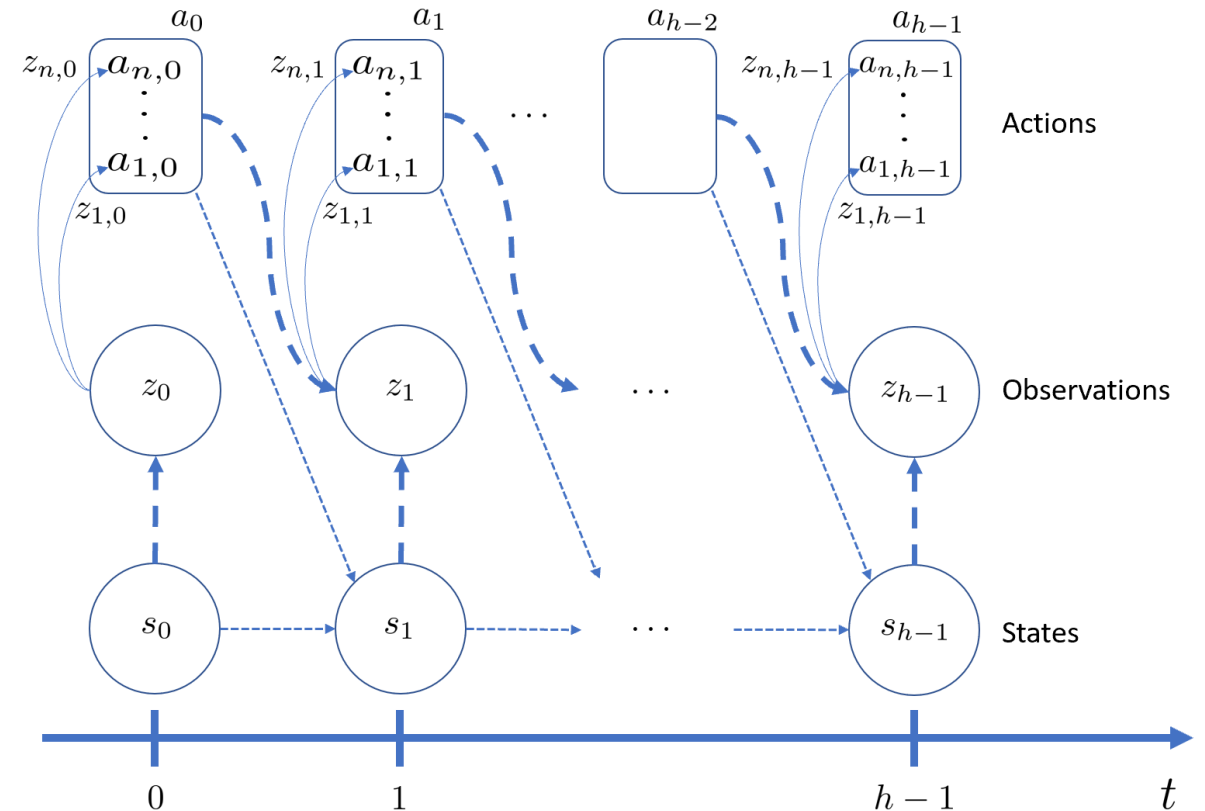 a_0 a_1 a_{h-2} a_{h-1}
z_{n,0} a_{n,0} z_{n,1} a_{n,1} z_{n,h-1} a_{n,h-1}
⋮ ⋮ ... ⋮ Actions
a_{1,0} a_{1,1} a_{1,h-1}
z_{1,0} z_{1,1} z_{1,h-1}
z_0 z_1 ... z_{h-1} Observations
s_0 s_1 ... s_{h-1} States
0 1 h - 1 t